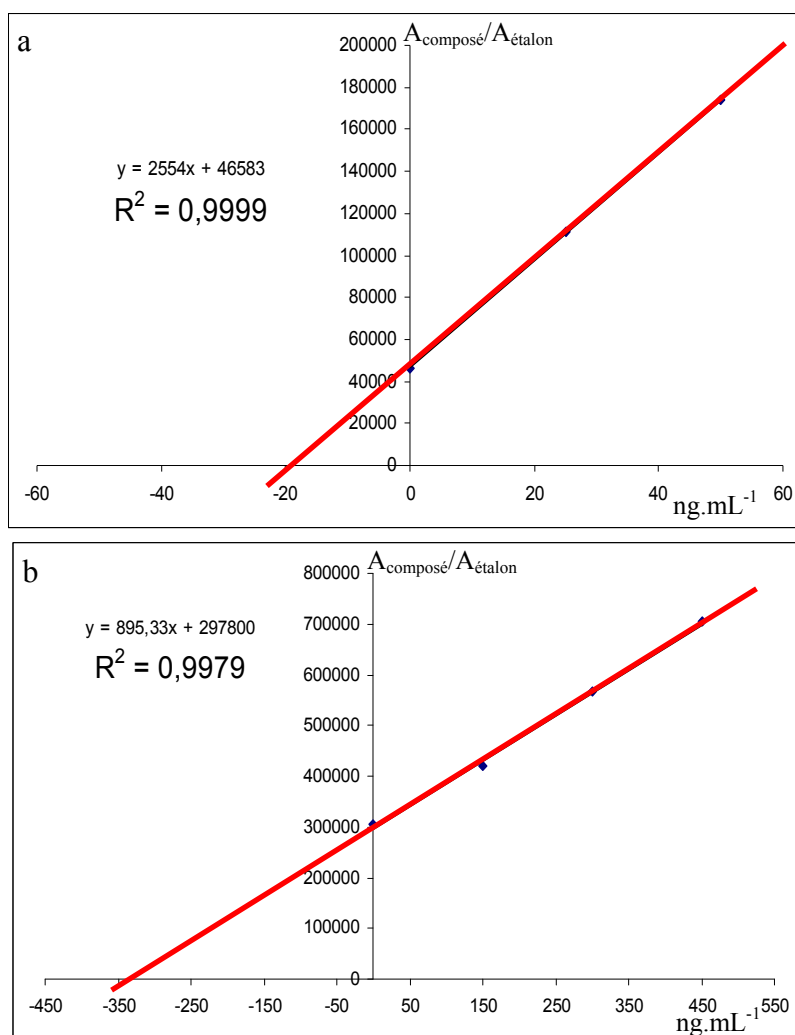 a
A_composé/A_étalon
200000
180000
160000
140000
120000
100000
80000
60000
40000
20000
0
y = 2554x + 46583
R² = 0,9999
-60 -40 -20 0 20 40 60
ng.mL⁻¹
b
A_composé/A_étalon
800000
700000
600000
500000
400000
300000
200000
100000
0
y = 895,33x + 297800
R² = 0,9979
-450 -350 -250 -150 -50 50 150 250 350 450 550
ng.mL⁻¹